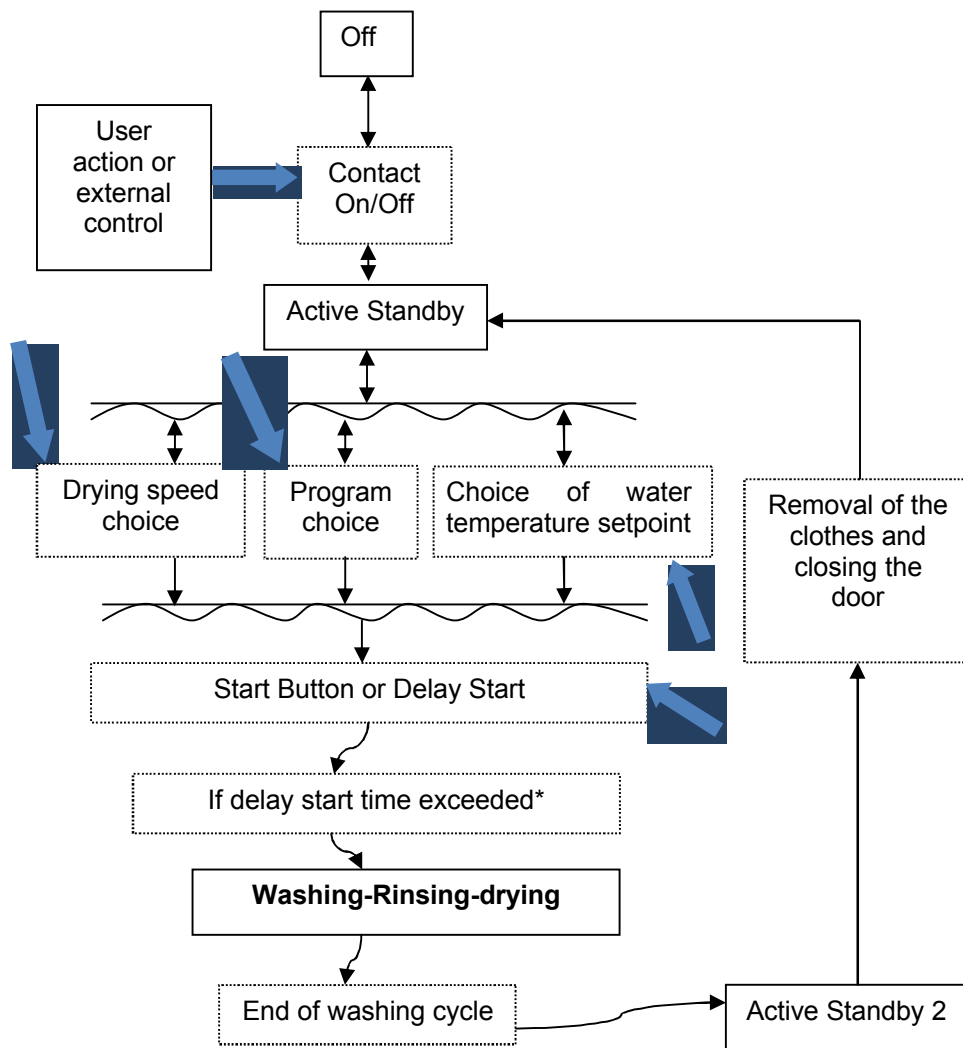 Off
User
action or
external
control
Contact
On/Off
Active Standby
Drying speed
choice
Program
choice
Choice of water
temperature setpoint
Removal of the
clothes and
closing the
door
Start Button or Delay Start
If delay start time exceeded*
Washing-Rinsing-drying
End of washing cycle
Active Standby 2